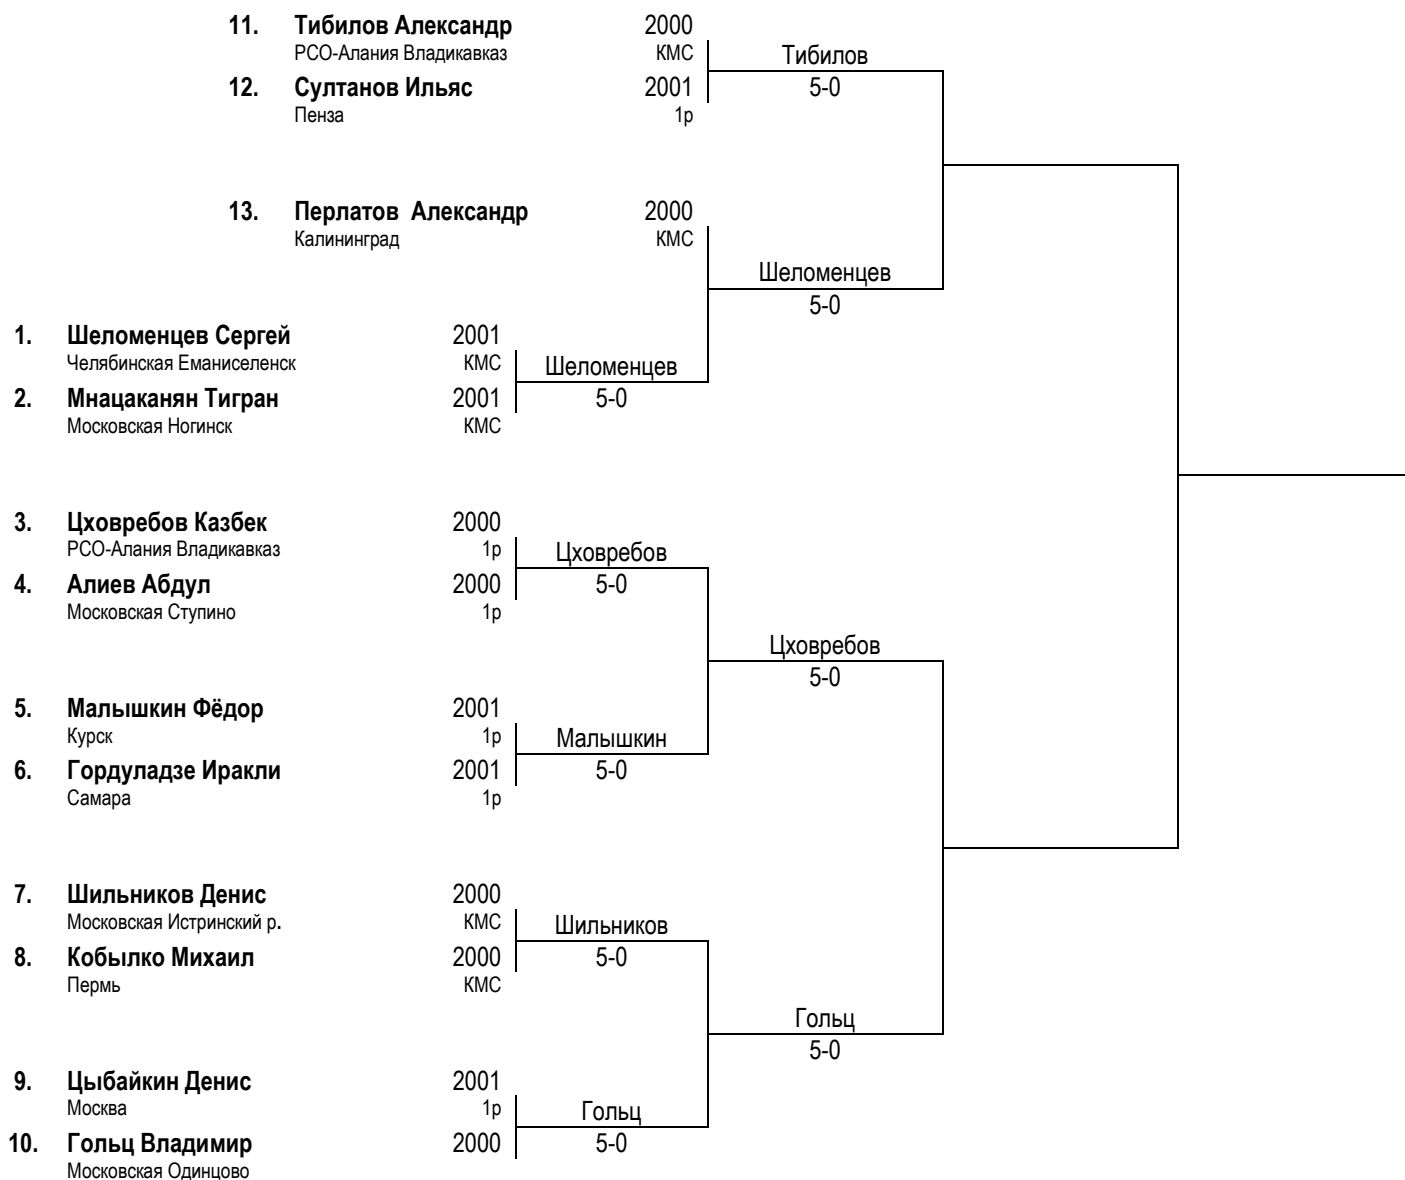 11. Тибилов Александр 2000
РСО-Алания Владикавказ КМС
Тибилов
12. Султанов Ильяс 2001
5-0
Пенза 1р
13. Перлатов Александр 2000
Калининград КМС
Шеломенцев
5-0
1. Шеломенцев Сергей 2001
Челябинская Еманиселенск КМС
Шеломенцев
2. Мнацаканян Тигран 2001
5-0
Московская Ногинск КМС
3. Цховребов Казбек 2000
РСО-Алания Владикавказ 1р
Цховребов
4. Алиев Абдул 2000
5-0
Московская Ступино 1р
Цховребов
5-0
5. Малышкин Фёдор 2001
Курск 1р
Малышкин
6. Гордуладзе Иракли 2001
5-0
Самара 1р
7. Шильников Денис 2000
Московская Истринский р. КМС
Шильников
8. Кобылко Михаил 2000
5-0
Пермь КМС
Гольц
5-0
9. Цыбайкин Денис 2001
Москва 1р
Гольц
10. Гольц Владимир 2000
5-0
Московская Одинцово